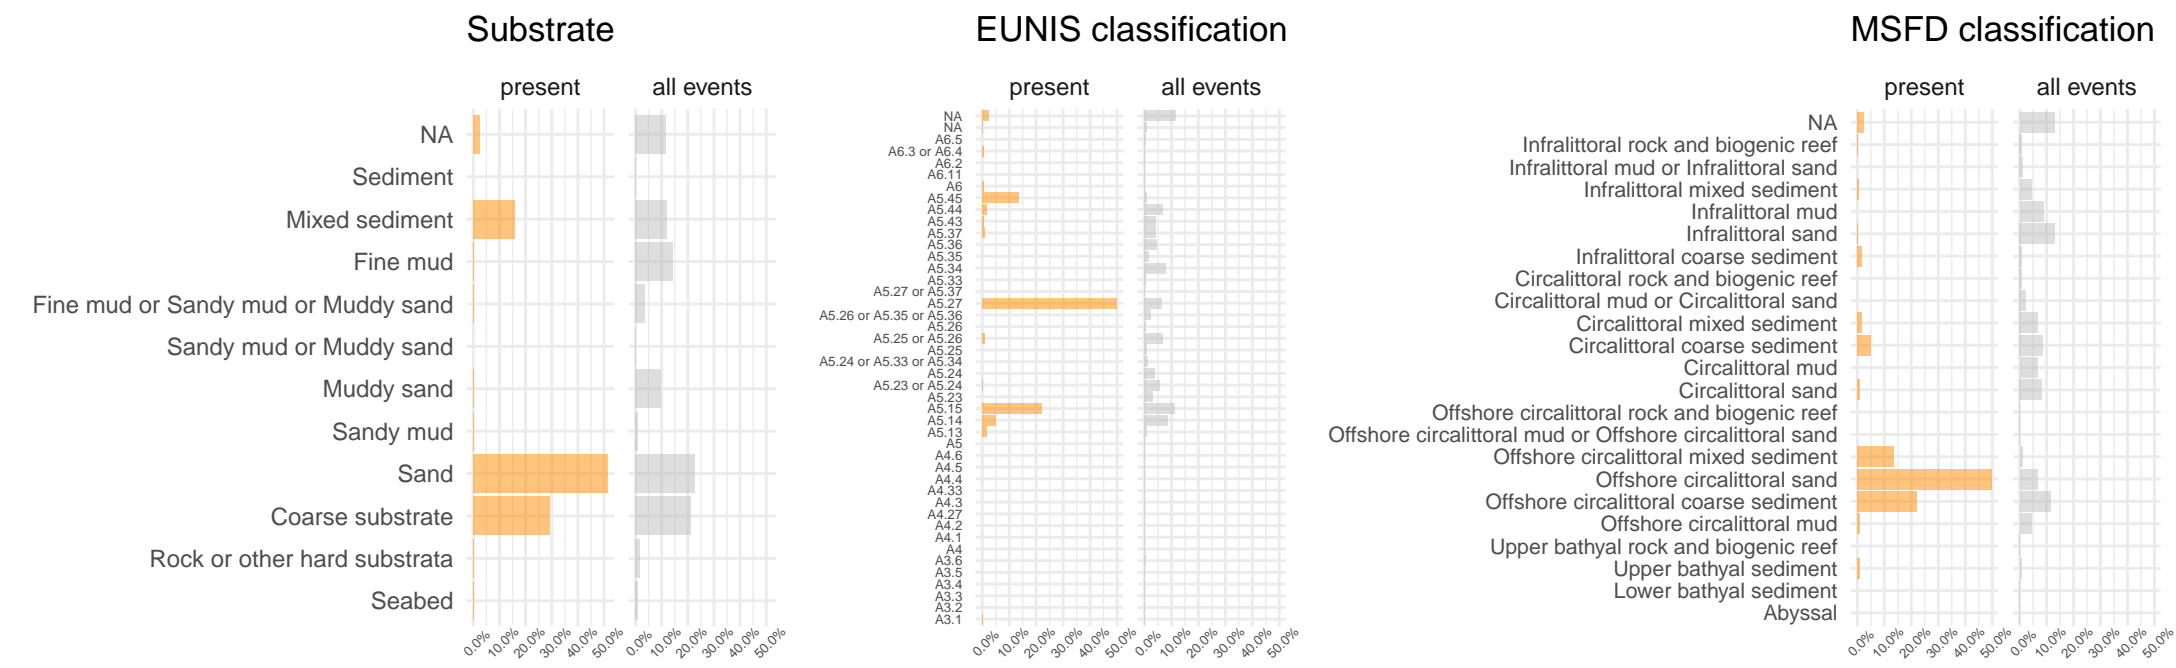 Substrate
present
all events
NA
Sediment
Mixed sediment
Fine mud
Fine mud or Sandy mud or Muddy sand
Sandy mud or Muddy sand
Muddy sand
Sandy mud
Sand
Coarse substrate
Rock or other hard substrata
Seabed
0.0%
10.0%
20.0%
30.0%
40.0%
50.0%
0.0%
10.0%
20.0%
30.0%
40.0%
50.0%
EUNIS classification
present
all events
NA
NA
A6.5
A6.3 or A6.4
A6.2
A6.11
A6
A5.45
A5.44
A5.43
A5.37
A5.36
A5.35
A5.34
A5.33
A5.27 or A5.37
A5.27
A5.26 or A5.35 or A5.36
A5.26
A5.25 or A5.26
A5.25
A5.24 or A5.33 or A5.34
A5.24
A5.23 or A5.24
A5.23
A5.15
A5.14
A5.13
A5
A4.6
A4.5
A4.4
A4.33
A4.3
A4.27
A4.2
A4.1
A4
A3.6
A3.5
A3.4
A3.3
A3.2
A3.1
0.0%
10.0%
20.0%
30.0%
40.0%
50.0%
0.0%
10.0%
20.0%
30.0%
40.0%
50.0%
MSFD classification
present
all events
NA
Infralittoral rock and biogenic reef
Infralittoral mud or Infralittoral sand
Infralittoral mixed sediment
Infralittoral mud
Infralittoral sand
Infralittoral coarse sediment
Circalittoral rock and biogenic reef
Circalittoral mud or Circalittoral sand
Circalittoral mixed sediment
Circalittoral coarse sediment
Circalittoral mud
Circalittoral sand
Offshore circalittoral rock and biogenic reef
Offshore circalittoral mud or Offshore circalittoral sand
Offshore circalittoral mixed sediment
Offshore circalittoral sand
Offshore circalittoral coarse sediment
Offshore circalittoral mud
Upper bathyal rock and biogenic reef
Upper bathyal sediment
Lower bathyal sediment
Abyssal
0.0%
10.0%
20.0%
30.0%
40.0%
50.0%
0.0%
10.0%
20.0%
30.0%
40.0%
50.0%